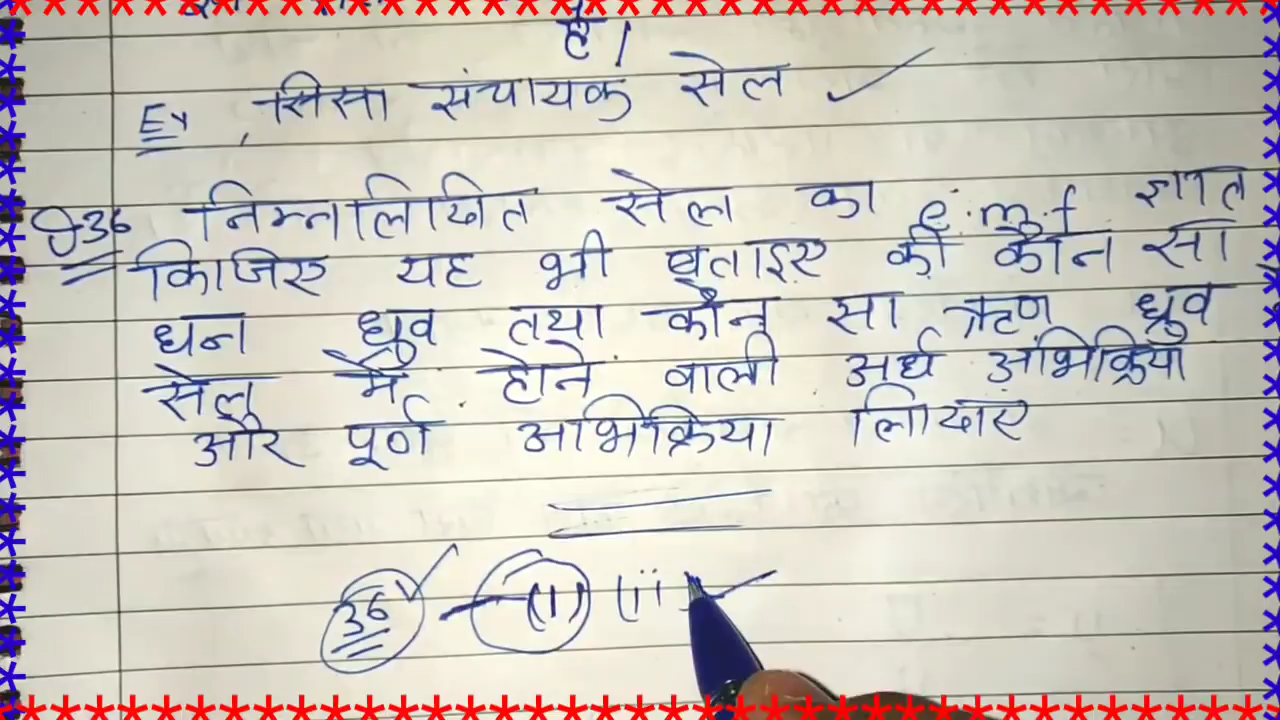 है।
Ex, सिसा संचायक सेल
Q36 निम्नलिखित सेल का e.m.f ज्ञात
किजिए यह भी बताइए की कौन सा
धन ध्रुव तथा कौन सा ऋण ध्रुव
सेल में होने वाली अर्ध अभिक्रिया
और पूर्ण अभिक्रिया लिखिए
36 - (i) (ii